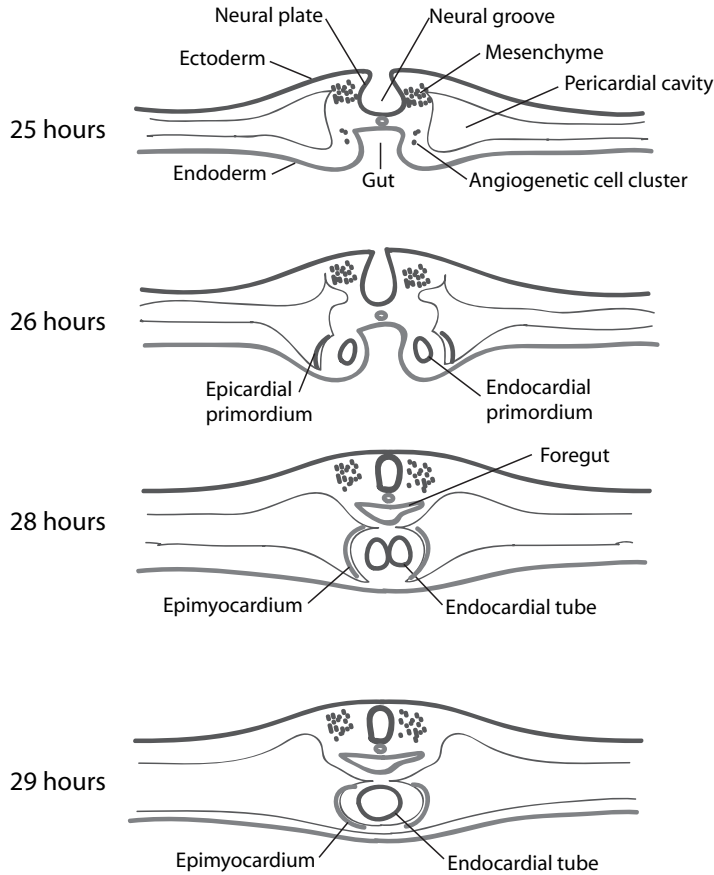 Neural plate
Neural groove
Ectoderm
Mesenchyme
Pericardial cavity
25 hours
Endoderm
Gut
Angiogenetic cell cluster
26 hours
Epicardial
primordium
Endocardial
primordium
Foregut
28 hours
Epimyocardium
Endocardial tube
29 hours
Epimyocardium
Endocardial tube